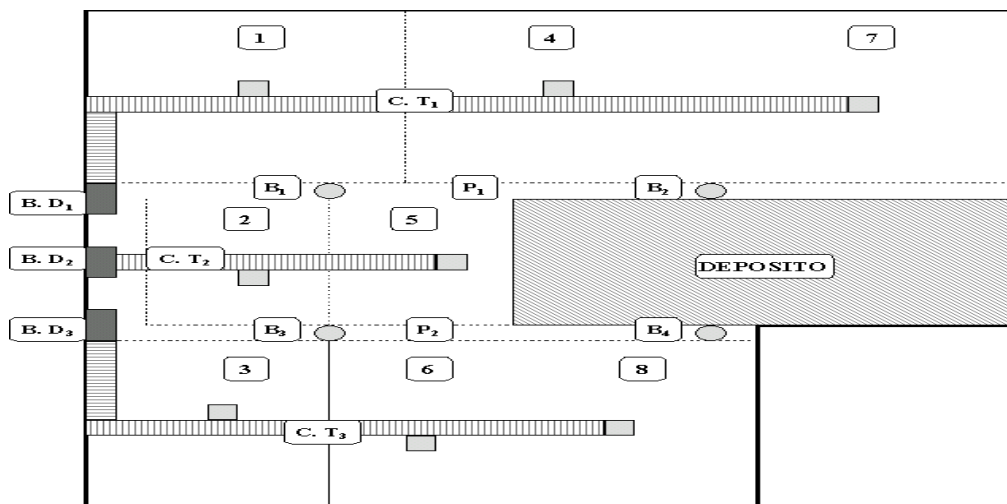 1
4
7
C. T₁
B₁
P₁
B₂
B. D₁
2
5
B. D₂
C. T₂
DEPOSITO
B. D₃
B₃
P₂
B₄
3
6
8
C. T₃